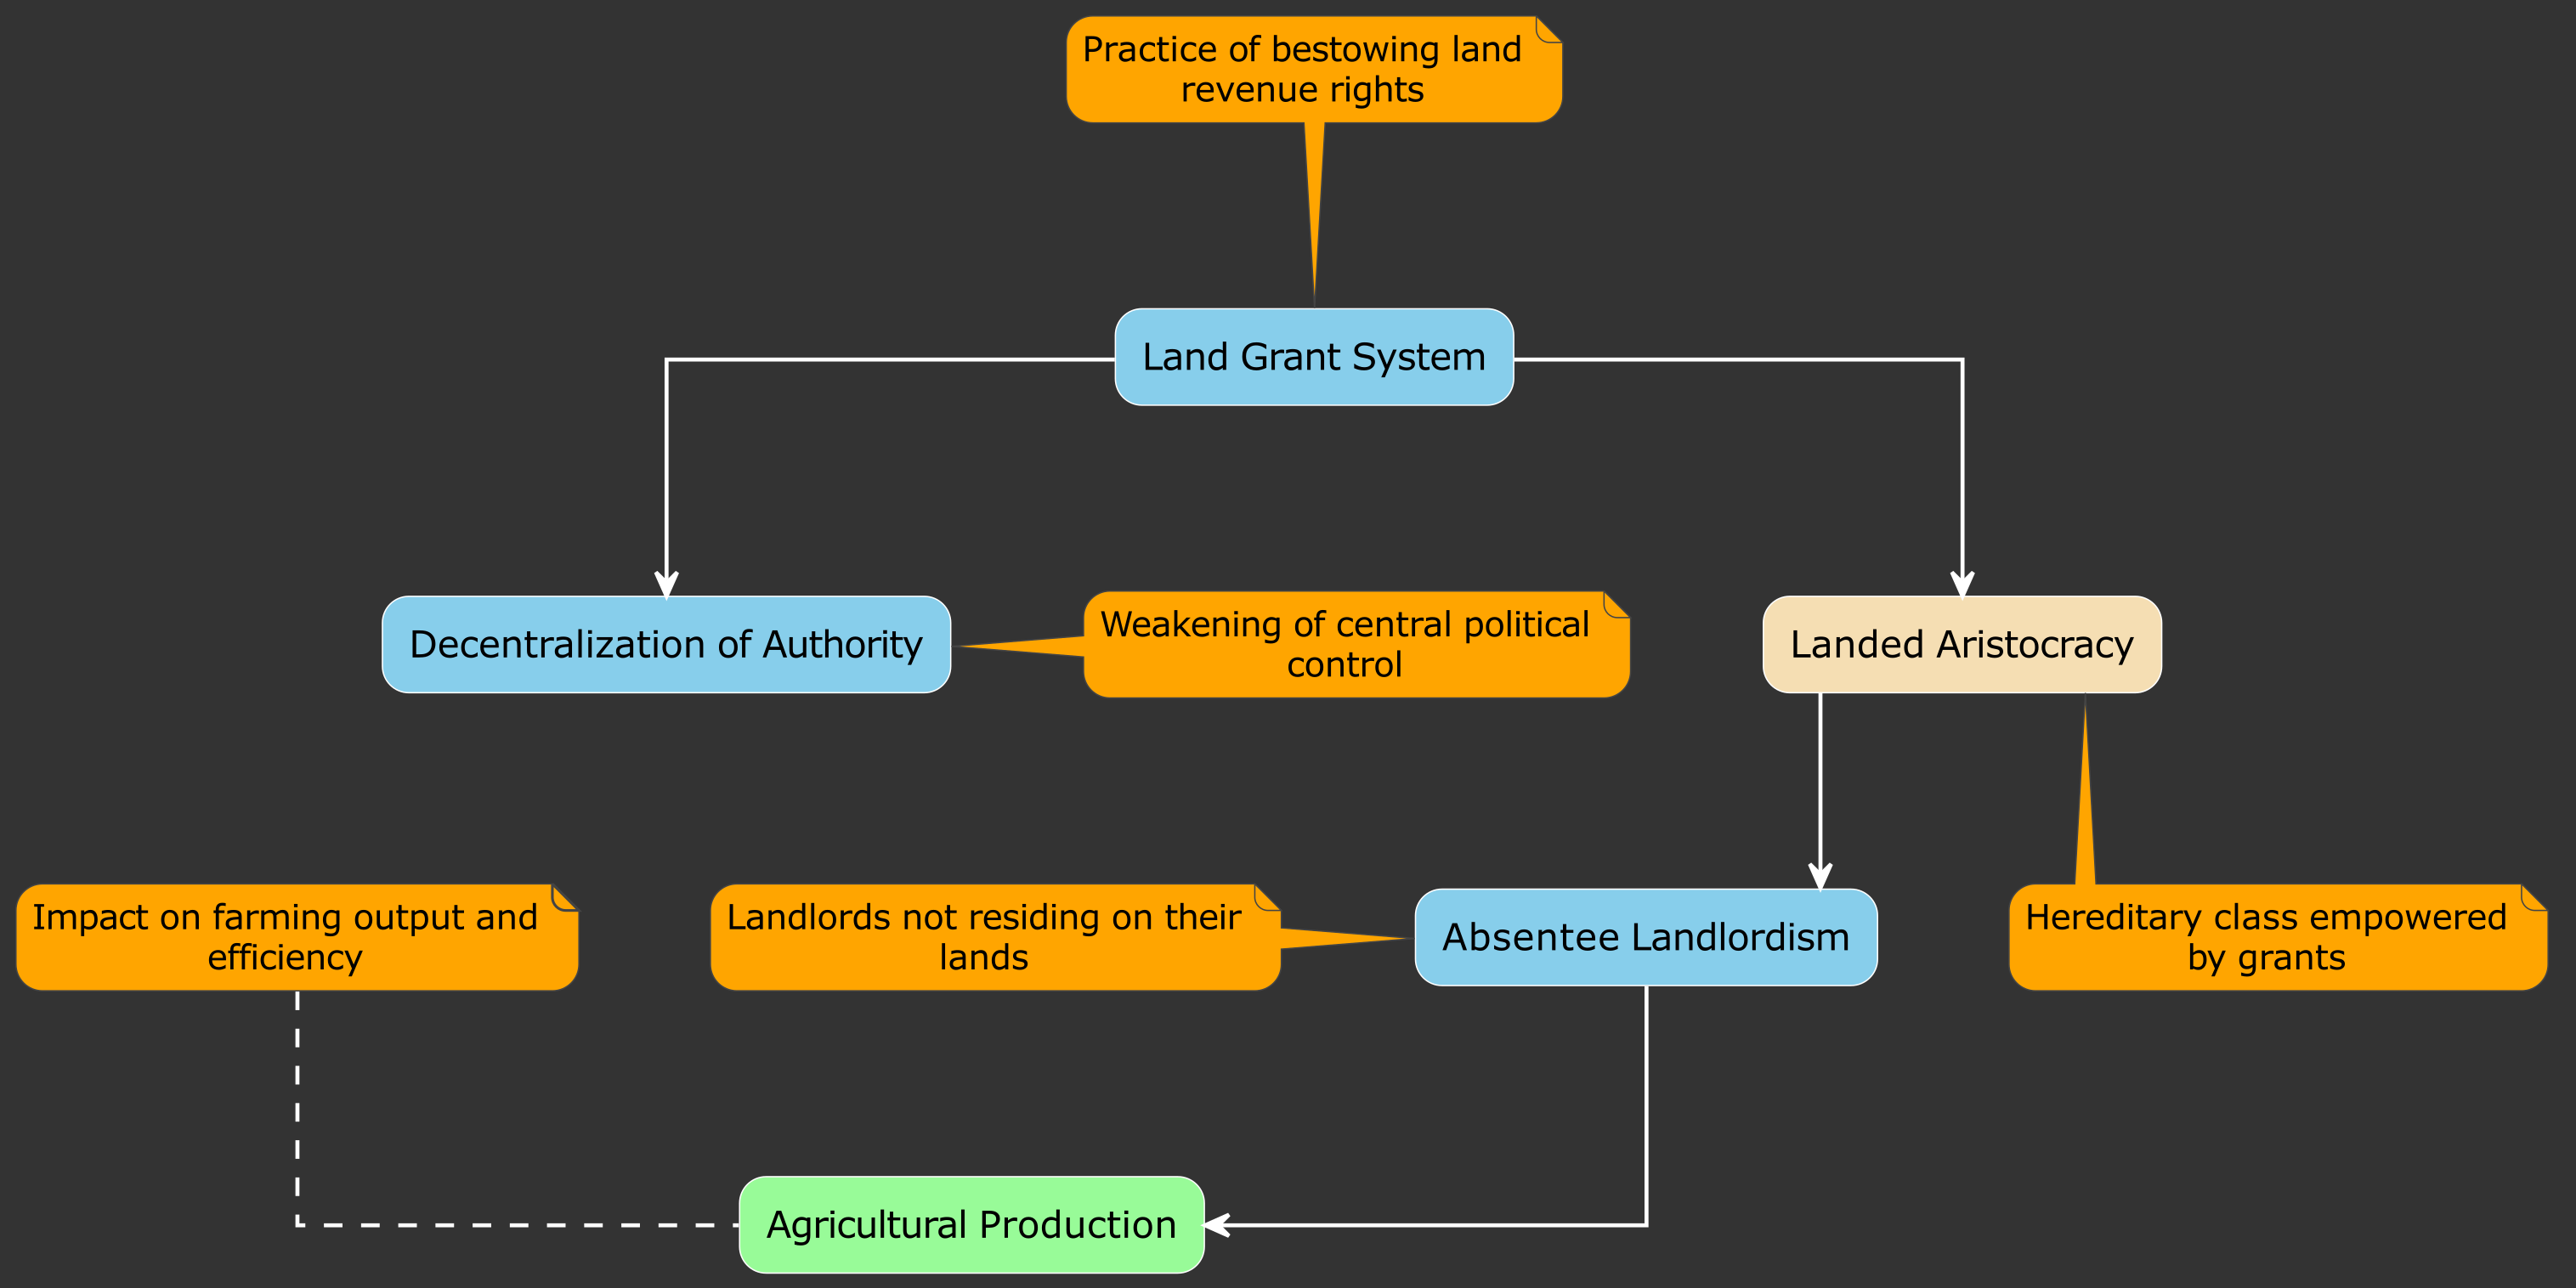 Practice of bestowing land
revenue rights
Land Grant System
Decentralization of Authority
Weakening of central political
control
Landed Aristocracy
Impact on farming output and
efficiency
Landlords not residing on their
lands
Absentee Landlordism
Hereditary class empowered
by grants
Agricultural Production